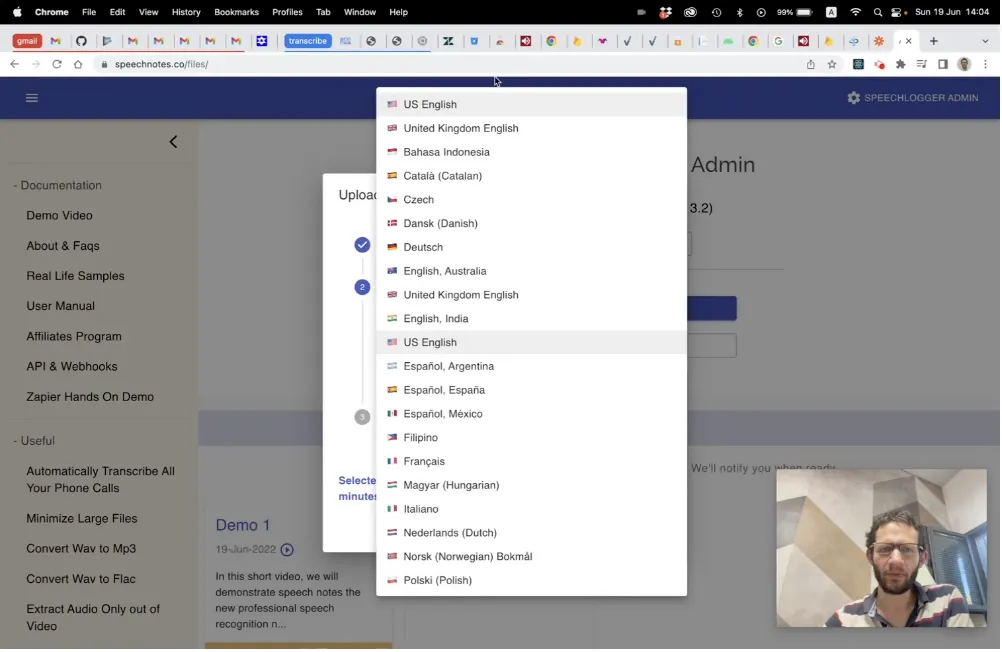 Chrome File Edit View History Bookmarks Profiles Tab Window Help
99% A Sun 19 Jun 14:04
gmail transcribe
speechnotes.co/files/
SPEECHLOGGER ADMIN
- Documentation
Demo Video
About & Faqs
Real Life Samples
User Manual
Affiliates Program
API & Webhooks
Zapier Hands On Demo
- Useful
Automatically Transcribe All
Your Phone Calls
Minimize Large Files
Convert Wav to Mp3
Convert Wav to Flac
Extract Audio Only out of
Video
Admin
3.2)
2
3
minutes
US English
United Kingdom English
Bahasa Indonesia
Català (Catalan)
Czech
Dansk (Danish)
Deutsch
English, Australia
United Kingdom English
English, India
US English
Español, Argentina
Español, España
Español, México
Filipino
Français
Magyar (Hungarian)
Italiano
Nederlands (Dutch)
Norsk (Norwegian) Bokmål
Polski (Polish)
We'll notify you when ready
Demo 1
19-Jun-2022
In this short video, we will
demonstrate speech notes the
new professional speech
recognition n...